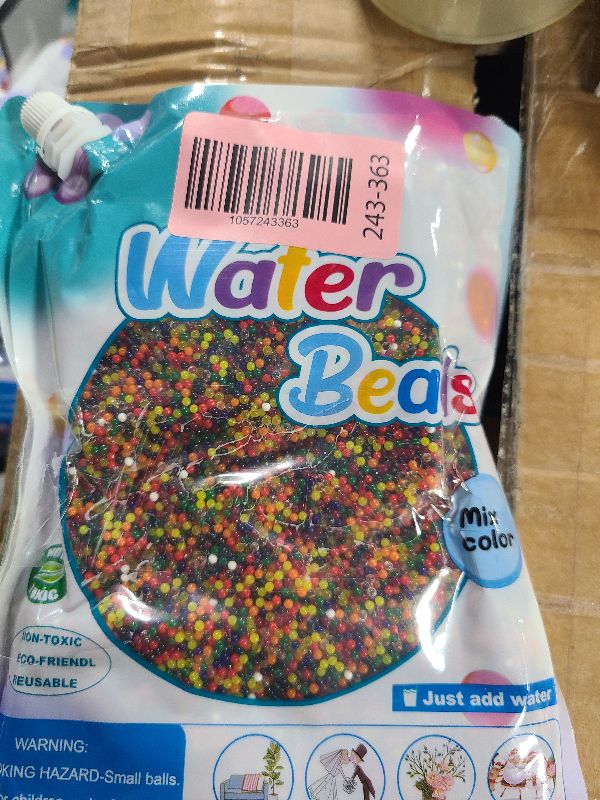 1057243363
243-363
Water
Beads
Mix
color
NON-TOXIC
ECO-FRIENDL
REUSABLE
Just add water
WARNING:
OKING HAZARD-Small balls.